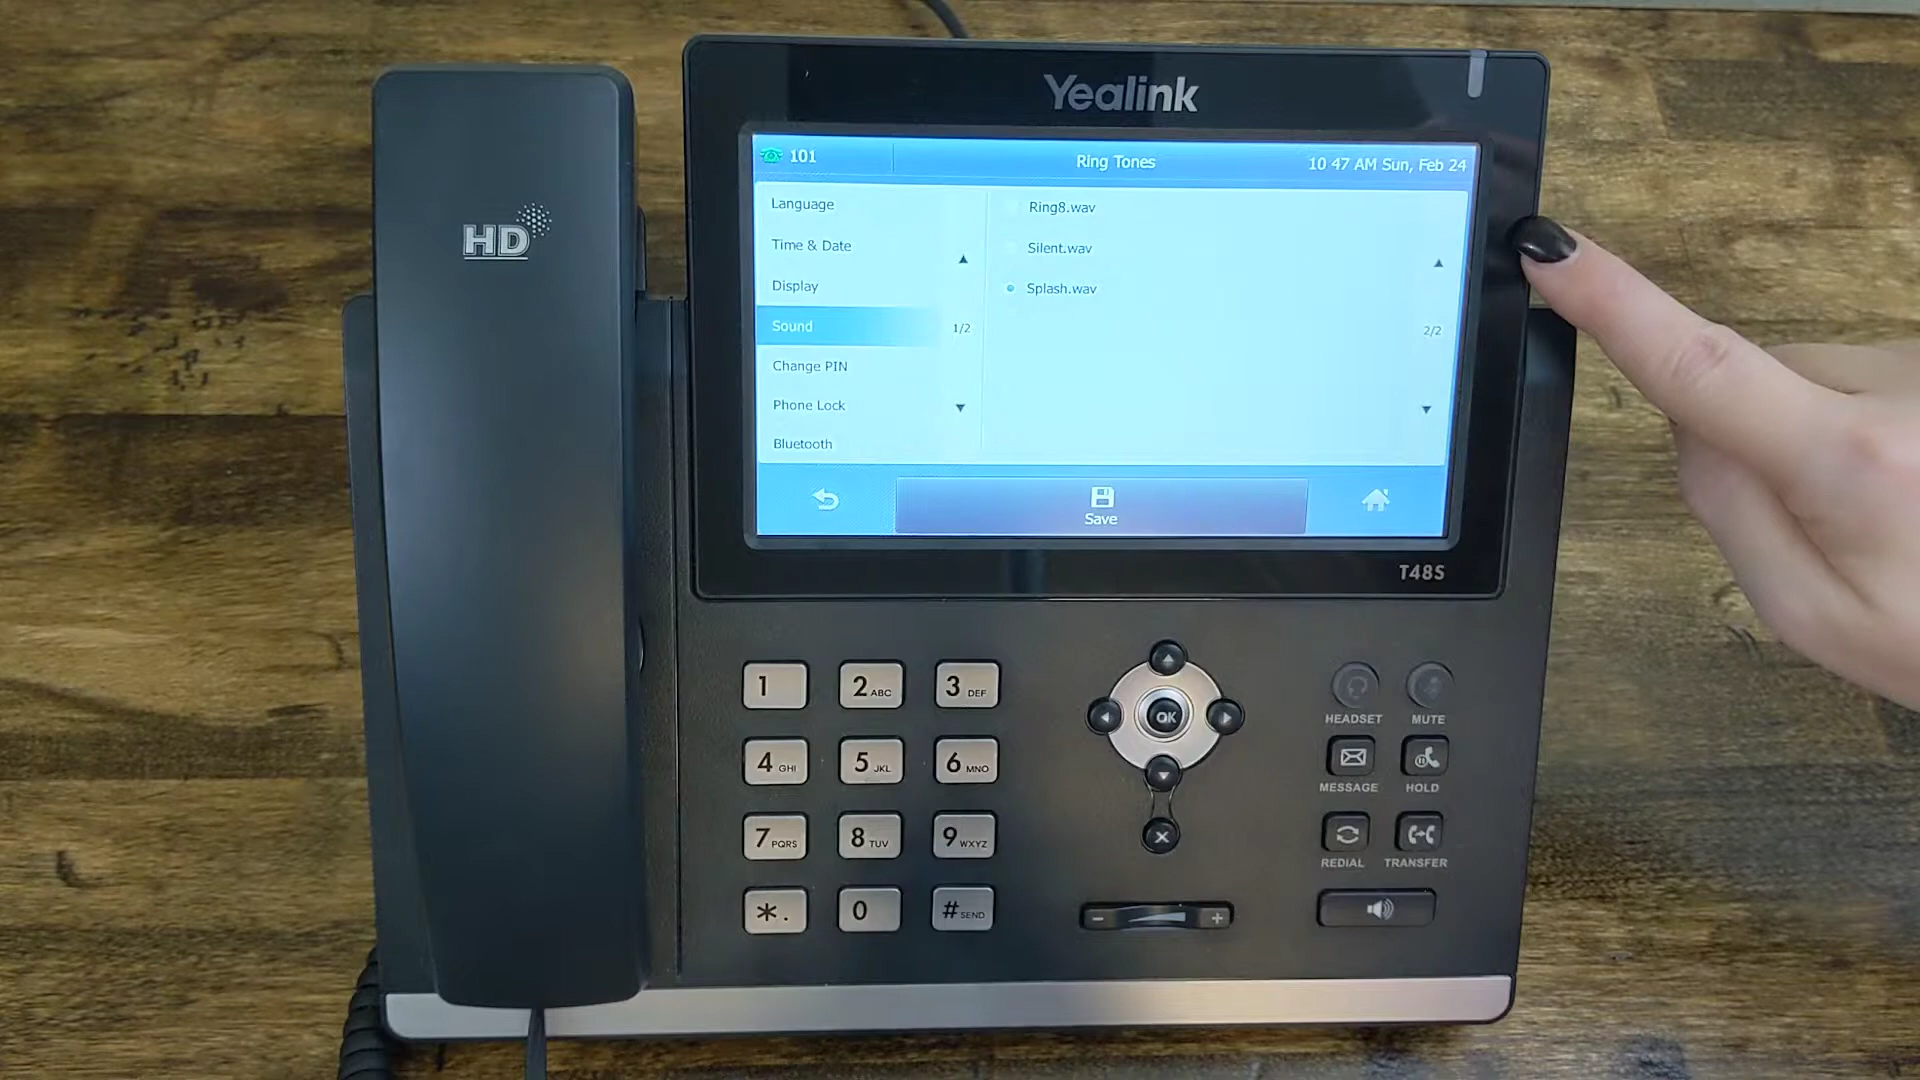 Yealink
101
Ring Tones
10 47 AM Sun, Feb 24
Language
Time & Date
Display
Sound
Change PIN
Phone Lock
Bluetooth
1/2
Ring8.wav
Silent.wav
Splash.wav
2/2
Save
T48S
HD
1
2 ABC
3 DEF
4 GHI
5 JKL
6 MNO
7 PQRS
8 TUV
9 WXYZ
* .
0
# SEND
OK
X
- +
HEADSET
MUTE
MESSAGE
HOLD
REDIAL
TRANSFER